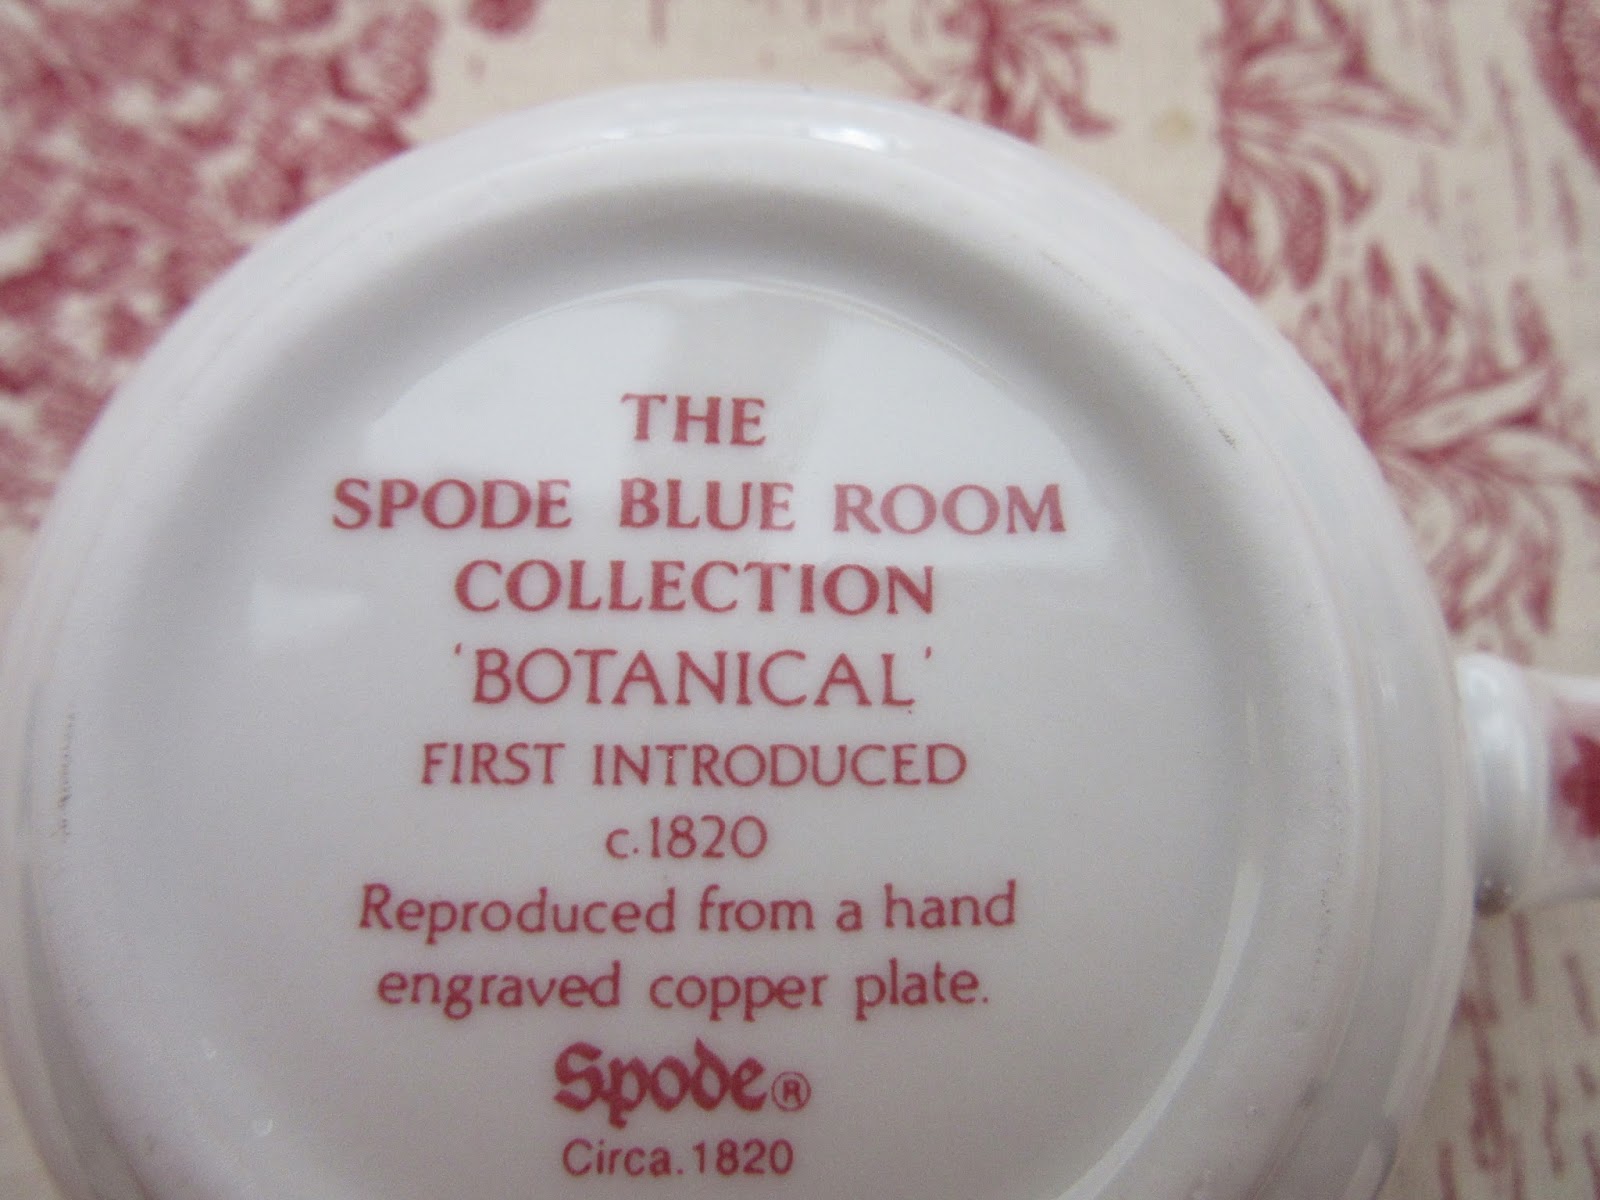 THE
SPODE BLUE ROOM
COLLECTION
'BOTANICAL'
FIRST INTRODUCED
c.1820
Reproduced from a hand
engraved copper plate.
Spode®
Circa.1820